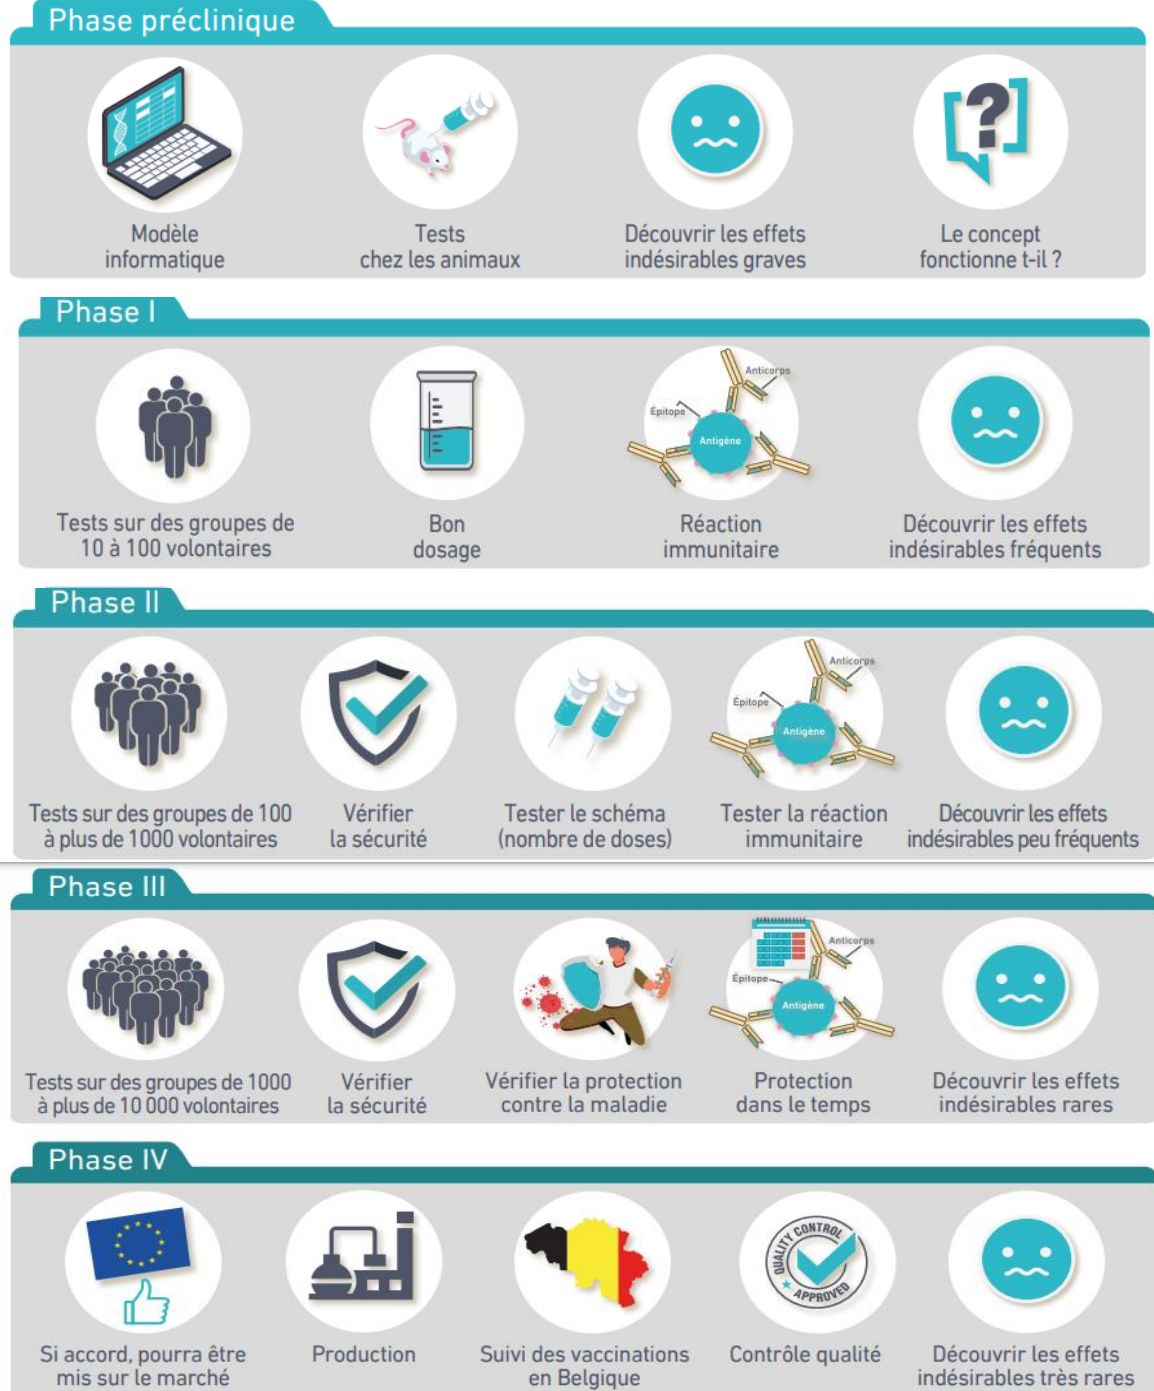 Phase préclinique
Modèle
informatique
Tests
chez les animaux
Découvrir les effets
indésirables graves
?
Le concept
fonctionne t-il ?
Phase I
Tests sur des groupes de
10 à 100 volontaires
Bon
dosage
Anticorps
Épitope
Antigène
Réaction
immunitaire
Découvrir les effets
indésirables fréquents
Phase II
Tests sur des groupes de 100
à plus de 1000 volontaires
Vérifier
la sécurité
Tester le schéma
(nombre de doses)
Anticorps
Épitope
Antigène
Tester la réaction
immunitaire
Découvrir les effets
indésirables peu fréquents
Phase III
Tests sur des groupes de 1000
à plus de 10 000 volontaires
Vérifier
la sécurité
Vérifier la protection
contre la maladie
Anticorps
Épitope
Antigène
Protection
dans le temps
Découvrir les effets
indésirables rares
Phase IV
Si accord, pourra être
mis sur le marché
Production
Suivi des vaccinations
en Belgique
QUALITY CONTROL
APPROVED
Contrôle qualité
Découvrir les effets
indésirables très rares